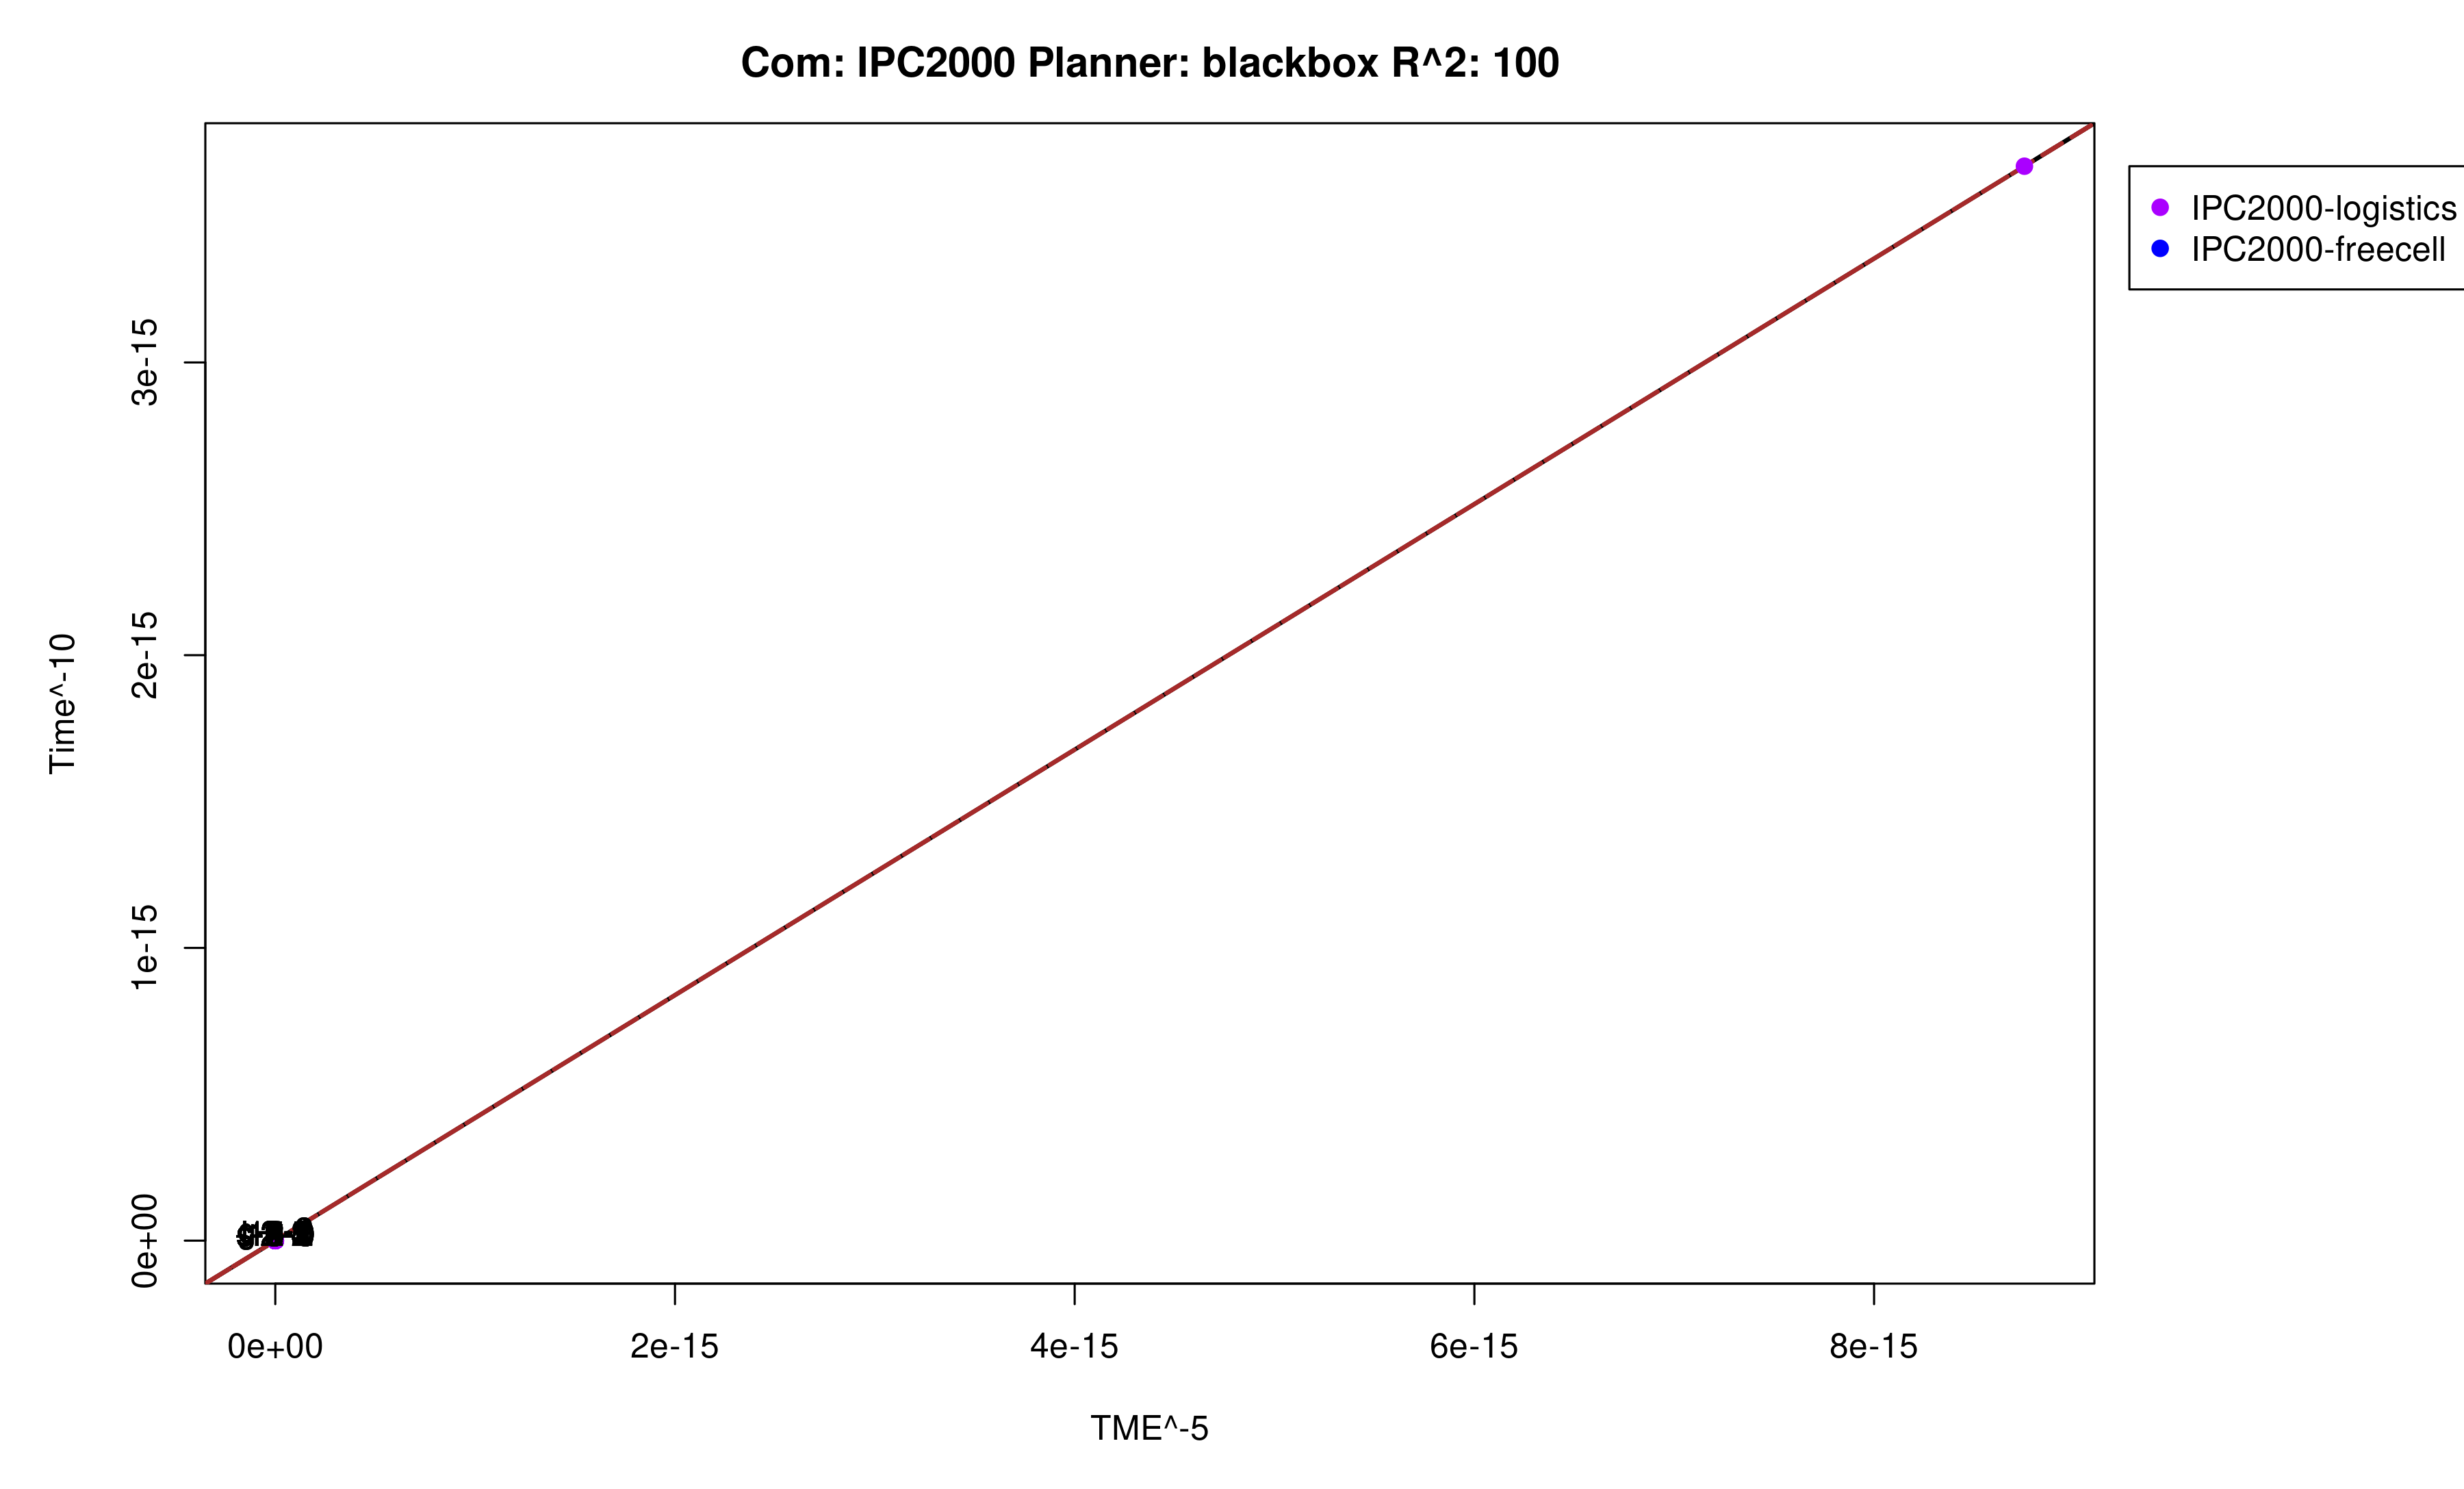 Com: IPC2000 Planner: blackbox R^2: 100
IPC2000-logistics
IPC2000-freecell
Time^-10
3e-15
2e-15
1e-15
0e+00
0e+00
2e-15
4e-15
6e-15
8e-15
TME^-5